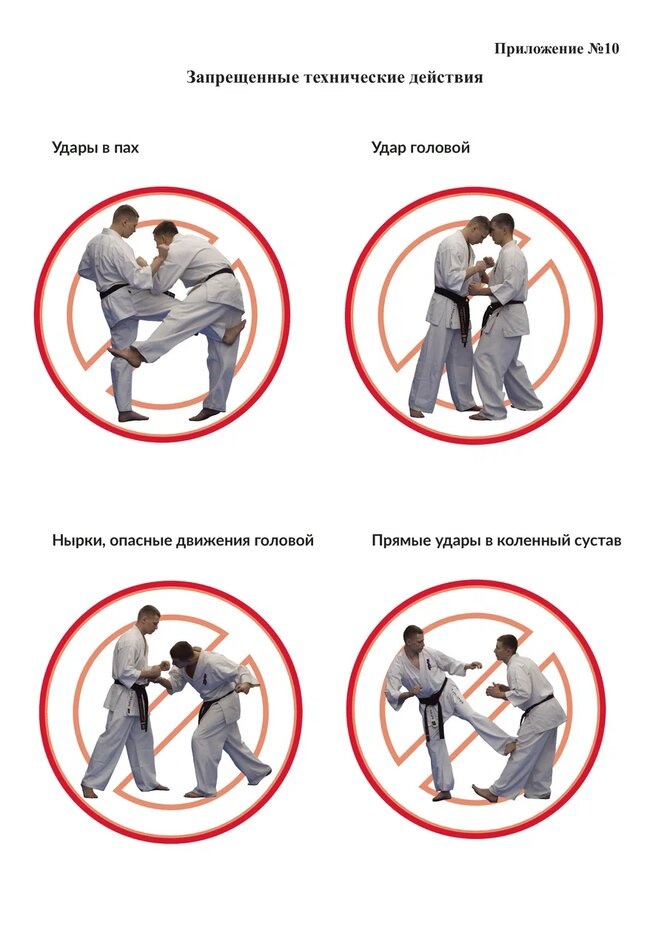 Приложение №10
Запрещенные технические действия
Удары в пах
Удар головой
Нырки, опасные движения головой
Прямые удары в коленный сустав